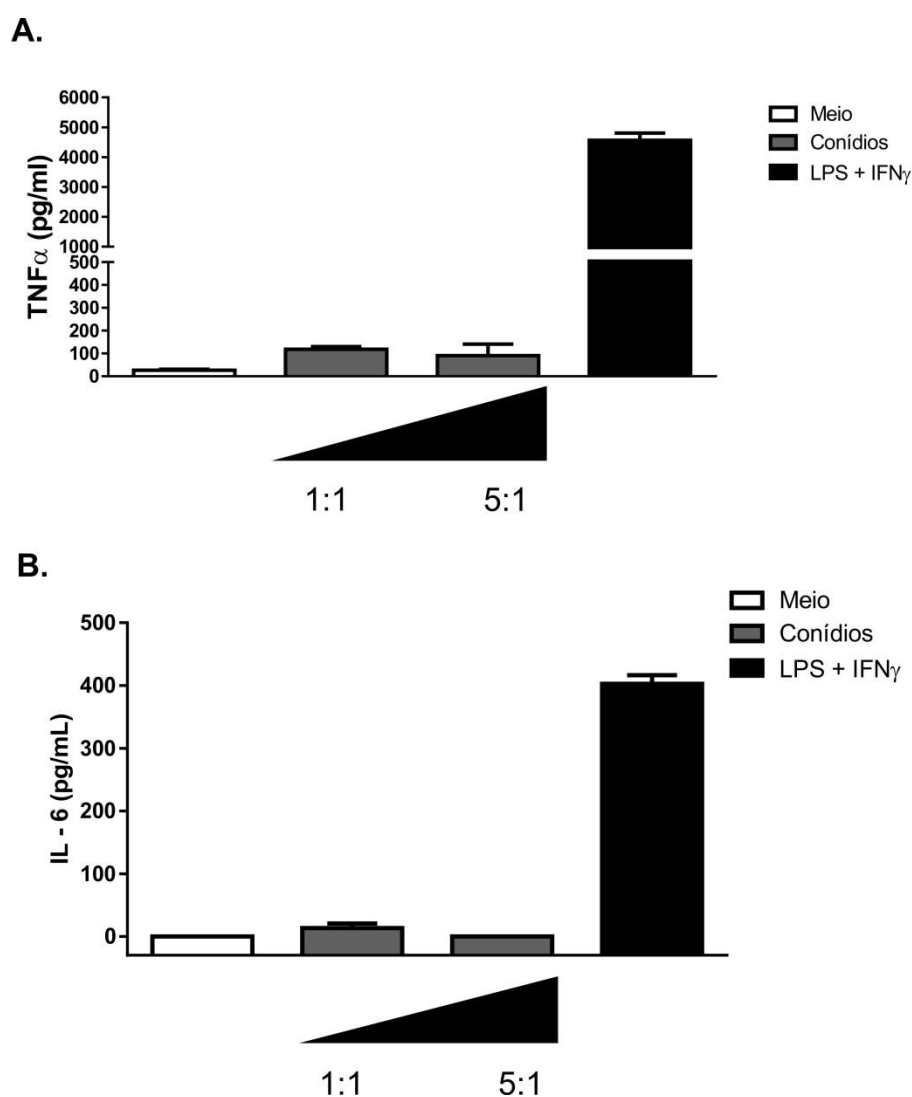 A.
6000
5000
4000
3000
2000
1000
500
400
300
200
100
0
TNFα (pg/ml)
Meio
Conídios
LPS + IFNγ
1:1 5:1
B.
500
400
300
200
100
0
IL - 6 (pg/mL)
Meio
Conídios
LPS + IFNγ
1:1 5:1